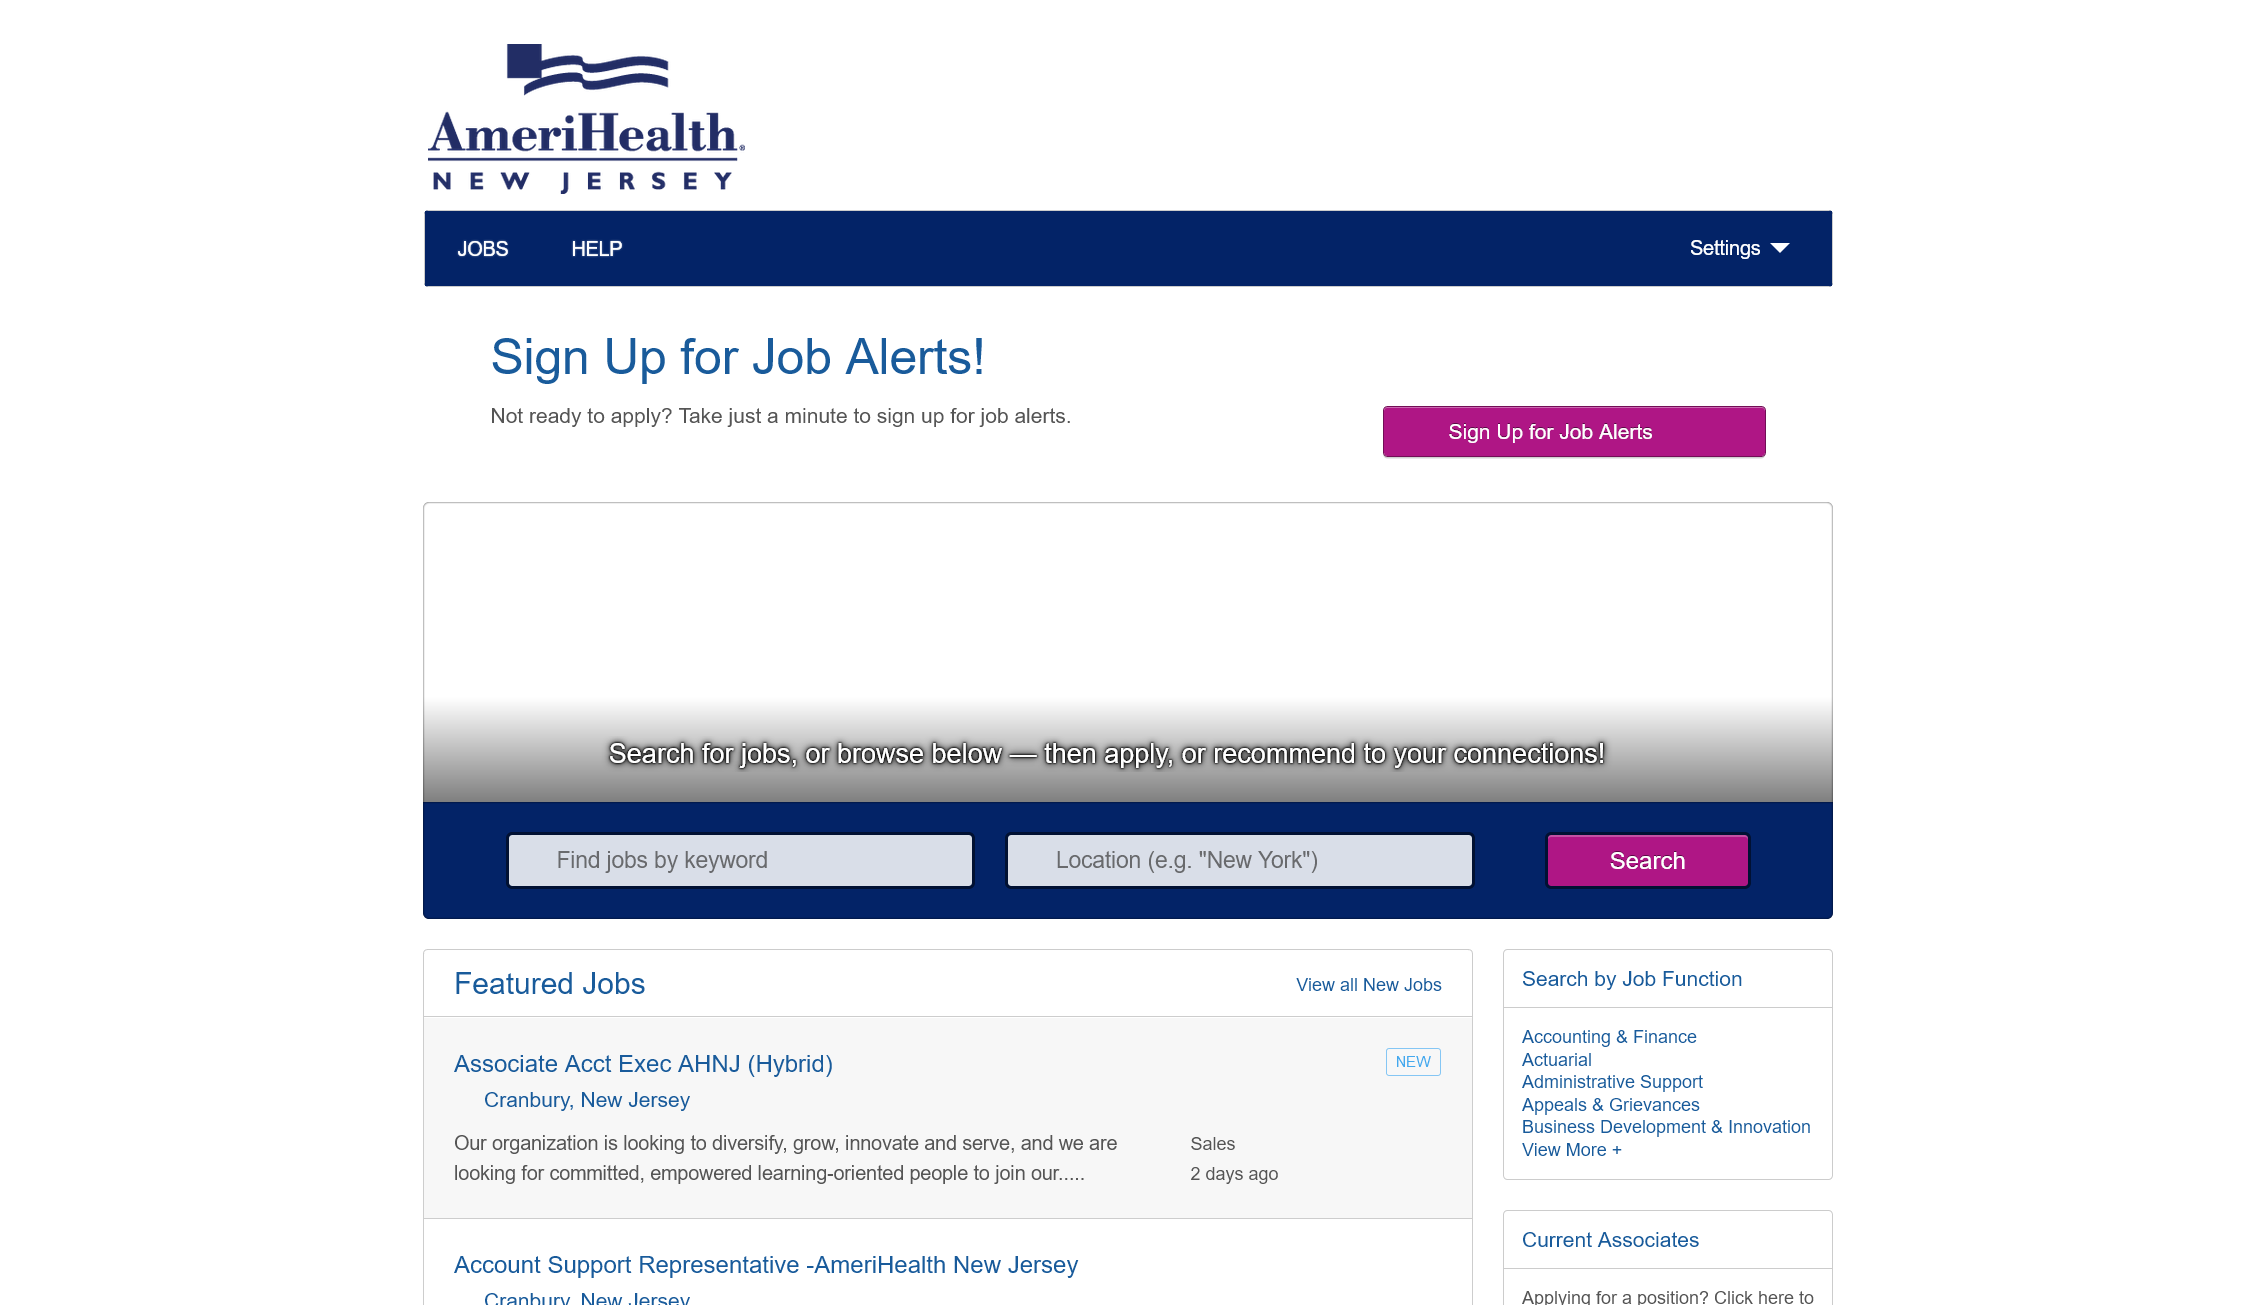 AmeriHealth®
NEW JERSEY
JOBS
HELP
Settings
Sign Up for Job Alerts!
Not ready to apply? Take just a minute to sign up for job alerts.
Sign Up for Job Alerts
Search for jobs, or browse below — then apply, or recommend to your connections!
Find jobs by keyword
Location (e.g. "New York")
Search
Featured Jobs
View all New Jobs
Associate Acct Exec AHNJ (Hybrid)
NEW
Cranbury, New Jersey
Our organization is looking to diversify, grow, innovate and serve, and we are
looking for committed, empowered learning-oriented people to join our.....
Sales
2 days ago
Account Support Representative -AmeriHealth New Jersey
Cranbury, New Jersey
Search by Job Function
Accounting & Finance
Actuarial
Administrative Support
Appeals & Grievances
Business Development & Innovation
View More +
Current Associates
Applying for a position? Click here to